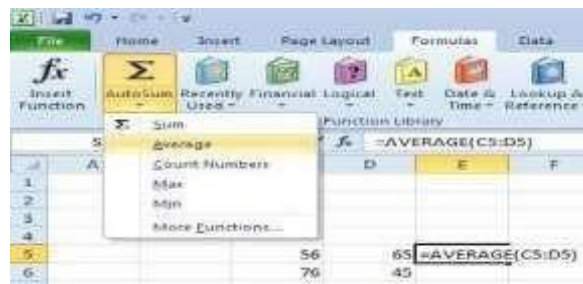 File Home Insert Page Layout Formulas Data
fx Σ AutoSum Recently Financial Logical Text Date & Lookup &
Insert Function Used Time Reference
Function Library
Σ Sum
S fx =AVERAGE(C5:D5)
Average
A D E F
Count Numbers
1
Max
2
Min
3
4
More Functions...
5 56 65 =AVERAGE(C5:D5)
6 76 45